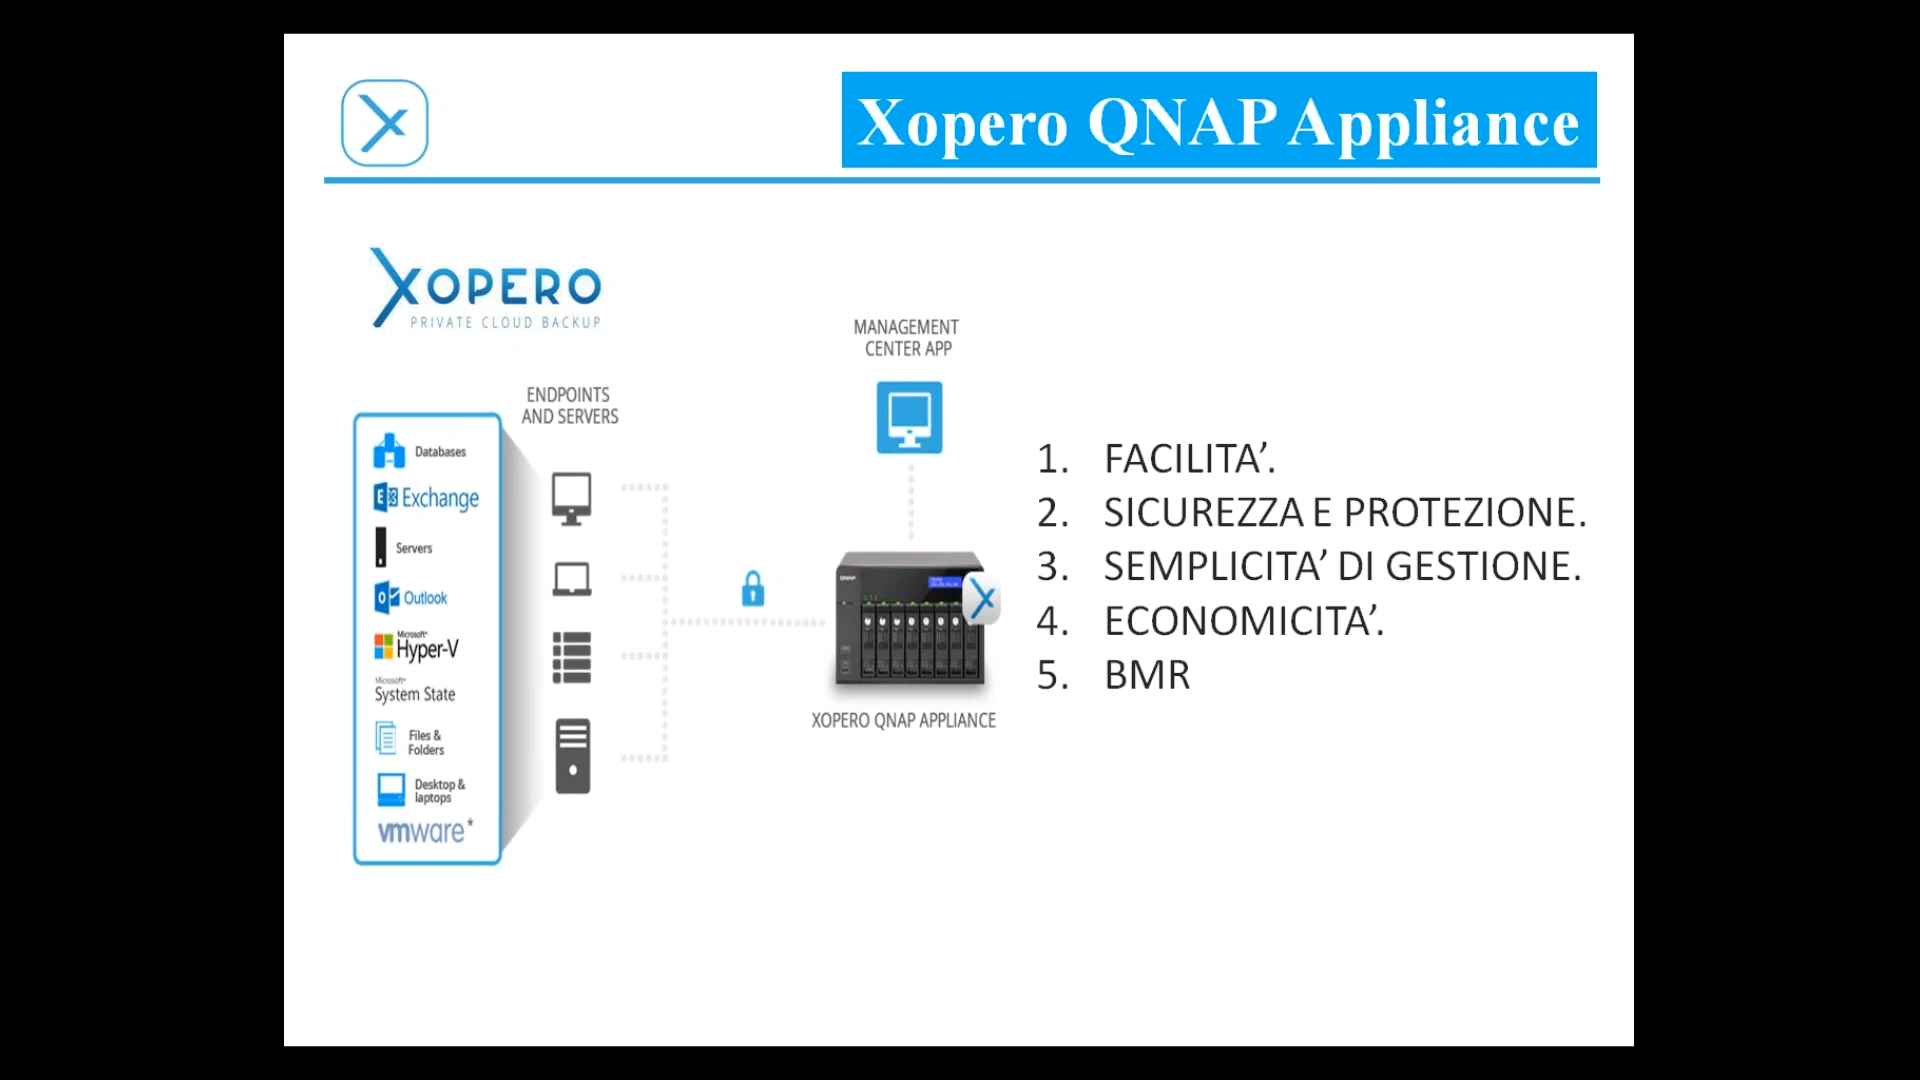 Xopero QNAP Appliance
XOPERO
PRIVATE CLOUD BACKUP
MANAGEMENT
CENTER APP
ENDPOINTS
AND SERVERS
Databases
Exchange
Servers
Outlook
Microsoft
Hyper-V
Microsoft
System State
Files &
Folders
Desktop &
laptops
vmware*
QNAP
XOPERO QNAP APPLIANCE
1. FACILITA’.
2. SICUREZZA E PROTEZIONE.
3. SEMPLICITA’ DI GESTIONE.
4. ECONOMICITA’.
5. BMR